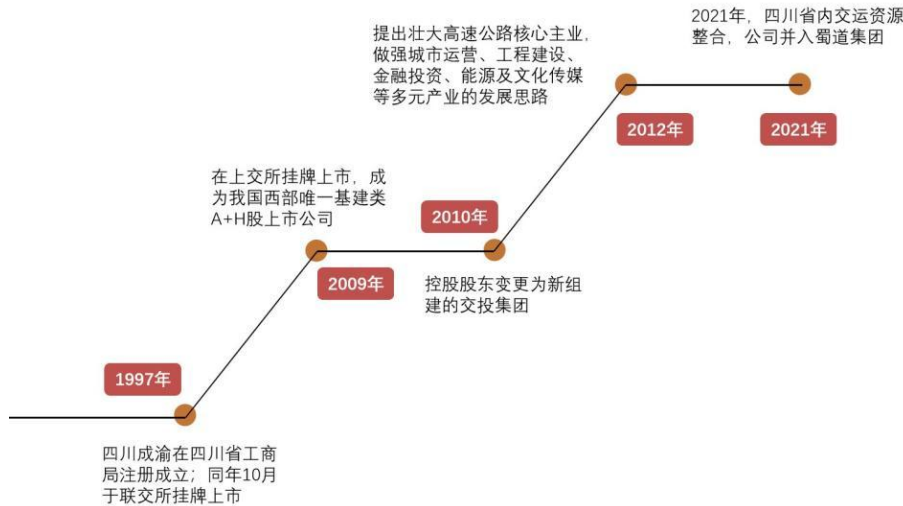 1997年
四川成渝在四川省工商
局注册成立；同年10月
于联交所挂牌上市
在上交所挂牌上市，成
为我国西部唯一基建类
A+H股上市公司
2009年
2010年
控股股东变更为新组
建的交投集团
提出壮大高速公路核心主业，
做强城市运营、工程建设、
金融投资、能源及文化传媒
等多元产业的发展思路
2012年
2021年，四川省内交运资源
整合，公司并入蜀道集团
2021年